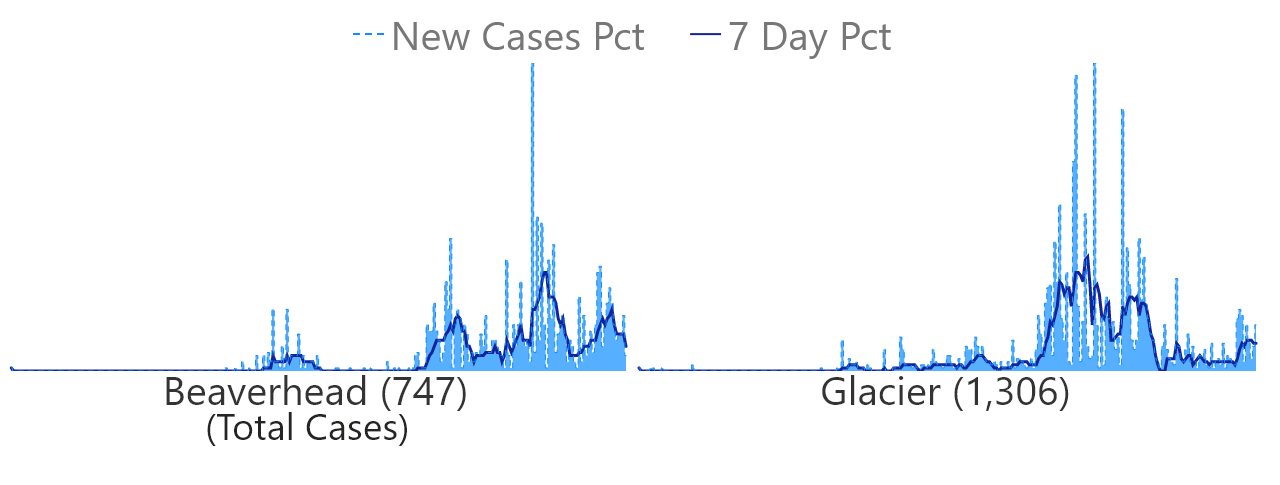 New Cases Pct 7 Day Pct
Beaverhead (747)
(Total Cases)
Glacier (1,306)